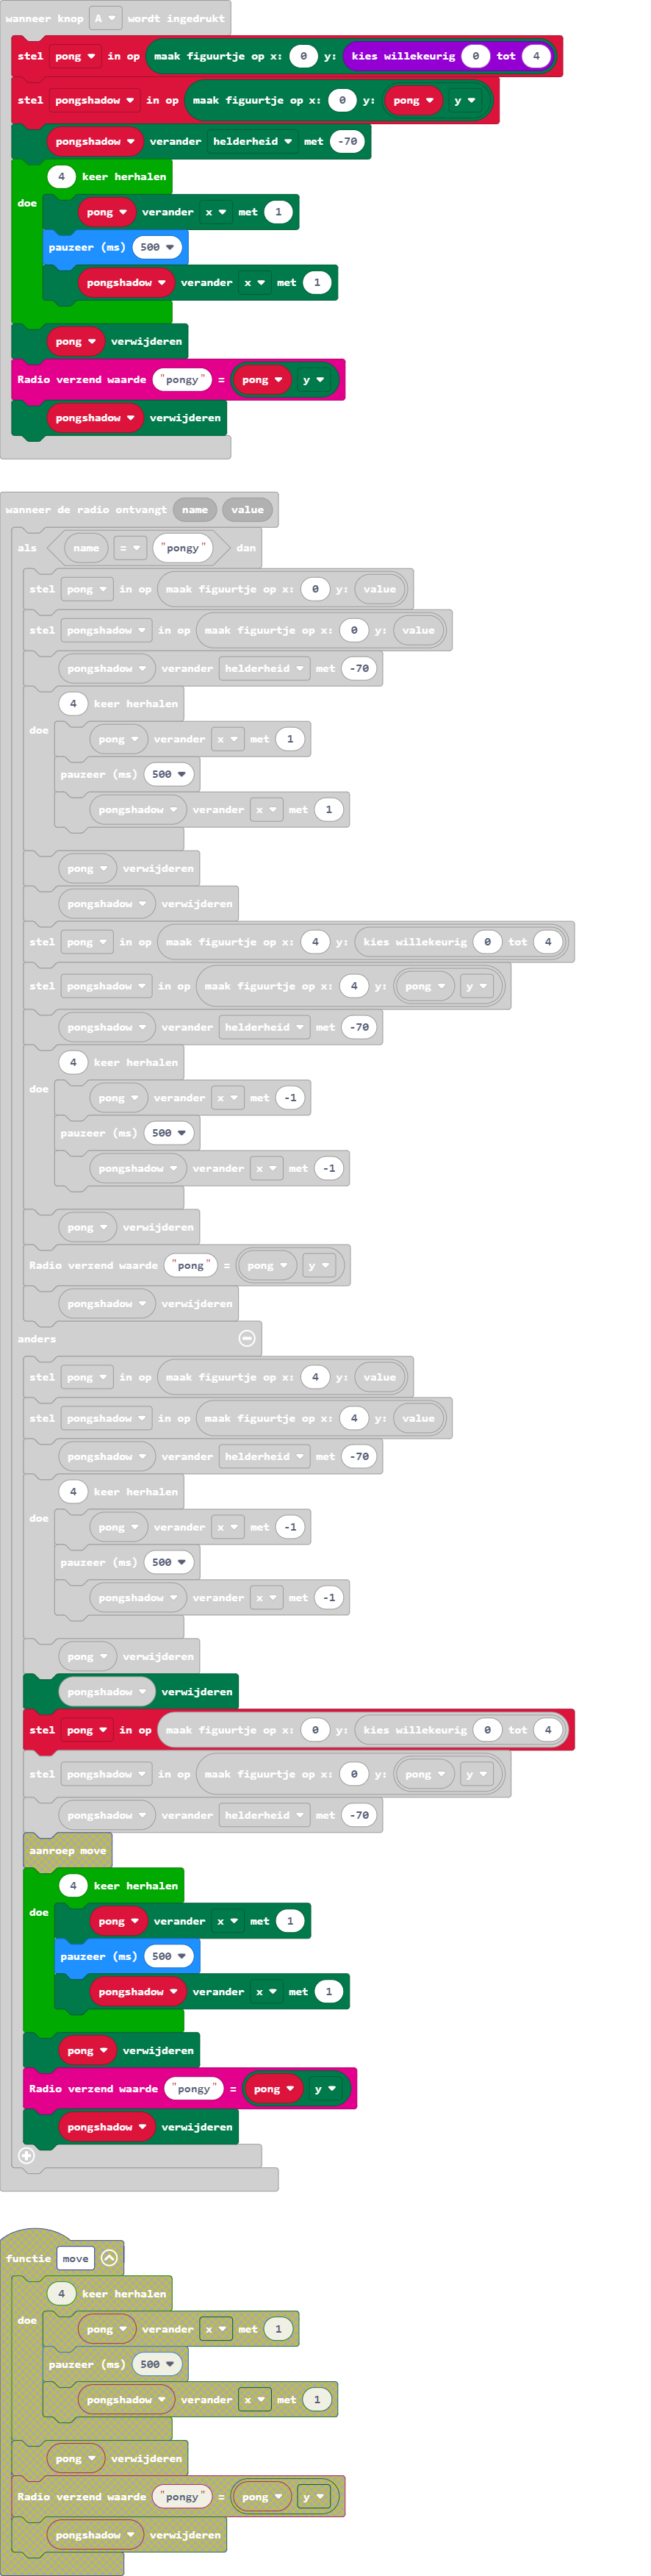 wanneer knop A wordt ingedrukt
stel pong in op maak figuurtje op x: 0 y: kies willekeurig 0 tot 4
stel pongshadow in op maak figuurtje op x: 0 y: pong y
pongshadow verander helderheid met -70
4 keer herhalen
doe
pong verander x met 1
pauzeer (ms) 500
pongshadow verander x met 1
pong verwijderen
Radio verzend waarde "pongy" = pong y
pongshadow verwijderen
wanneer de radio ontvangt name value
als name = "pongy" dan
stel pong in op maak figuurtje op x: 0 y: value
stel pongshadow in op maak figuurtje op x: 0 y: value
pongshadow verander helderheid met -70
4 keer herhalen
doe
pong verander x met 1
pauzeer (ms) 500
pongshadow verander x met 1
pong verwijderen
pongshadow verwijderen
stel pong in op maak figuurtje op x: 4 y: kies willekeurig 0 tot 4
stel pongshadow in op maak figuurtje op x: 4 y: pong y
pongshadow verander helderheid met -70
4 keer herhalen
doe
pong verander x met -1
pauzeer (ms) 500
pongshadow verander x met -1
pong verwijderen
Radio verzend waarde "pong" = pong y
pongshadow verwijderen
anders
stel pong in op maak figuurtje op x: 4 y: value
stel pongshadow in op maak figuurtje op x: 4 y: value
pongshadow verander helderheid met -70
4 keer herhalen
doe
pong verander x met -1
pauzeer (ms) 500
pongshadow verander x met -1
pong verwijderen
pongshadow verwijderen
stel pong in op maak figuurtje op x: 0 y: kies willekeurig 0 tot 4
stel pongshadow in op maak figuurtje op x: 0 y: pong y
pongshadow verander helderheid met -70
aanroep move
4 keer herhalen
doe
pong verander x met 1
pauzeer (ms) 500
pongshadow verander x met 1
pong verwijderen
Radio verzend waarde "pongy" = pong y
pongshadow verwijderen
functie move
4 keer herhalen
doe
pong verander x met 1
pauzeer (ms) 500
pongshadow verander x met 1
pong verwijderen
Radio verzend waarde "pongy" = pong y
pongshadow verwijderen